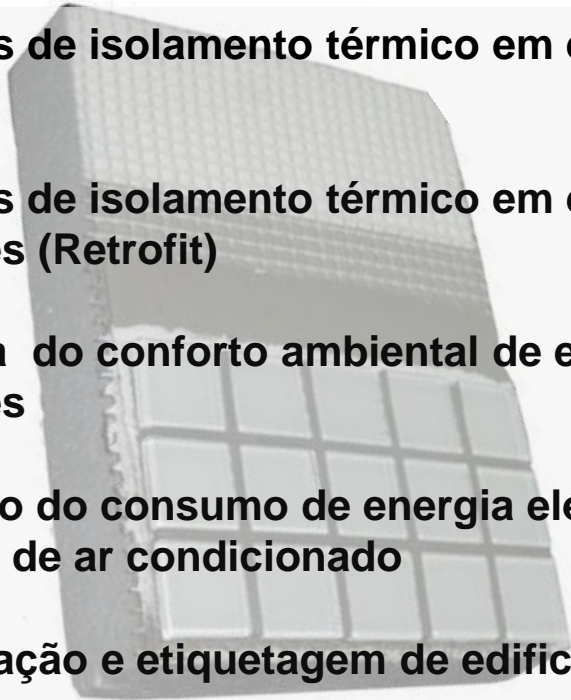 s de isolamento térmico em
s de isolamento térmico em
es (Retrofit)
a do conforto ambiental de e
es
o do consumo de energia ele
de ar condicionado
ação e etiquetagem de edific